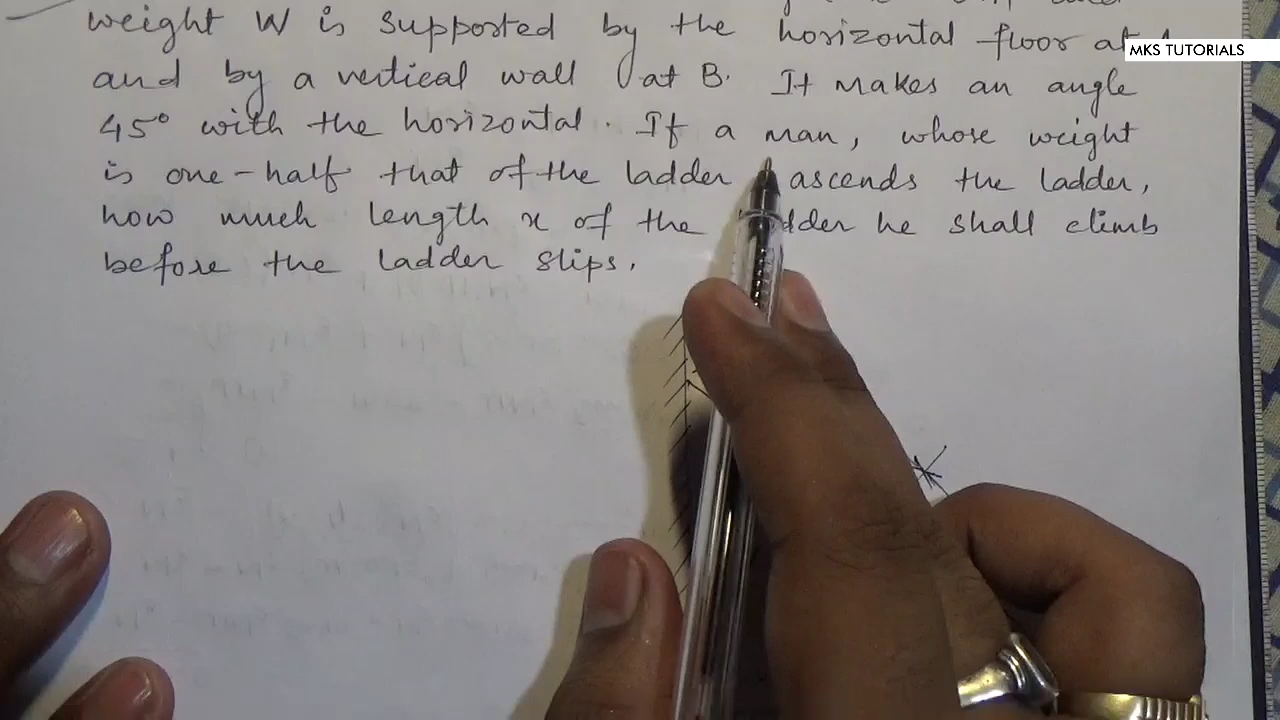 weight W is supported by the horizontal floor at
MKS TUTORIALS
and by a vertical wall at B. It makes an angle
45° with the horizontal. If a man, whose weight
is one-half that of the ladder ascends the ladder,
how much length x of the he shall climb
before the ladder slips.